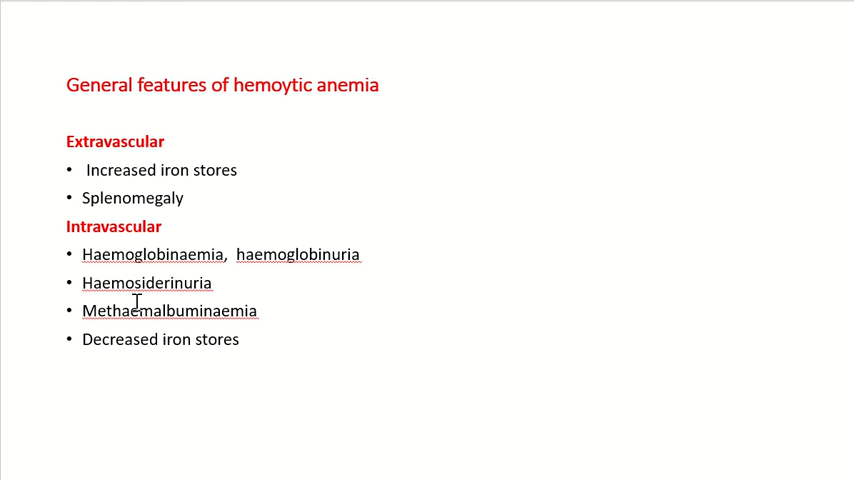 General features of hemoytic anemia
Extravascular
• Increased iron stores
• Splenomegaly
Intravascular
• Haemoglobinaemia, haemoglobinuria
• Haemosiderinuria
• Methaemalbuminaemia
• Decreased iron stores